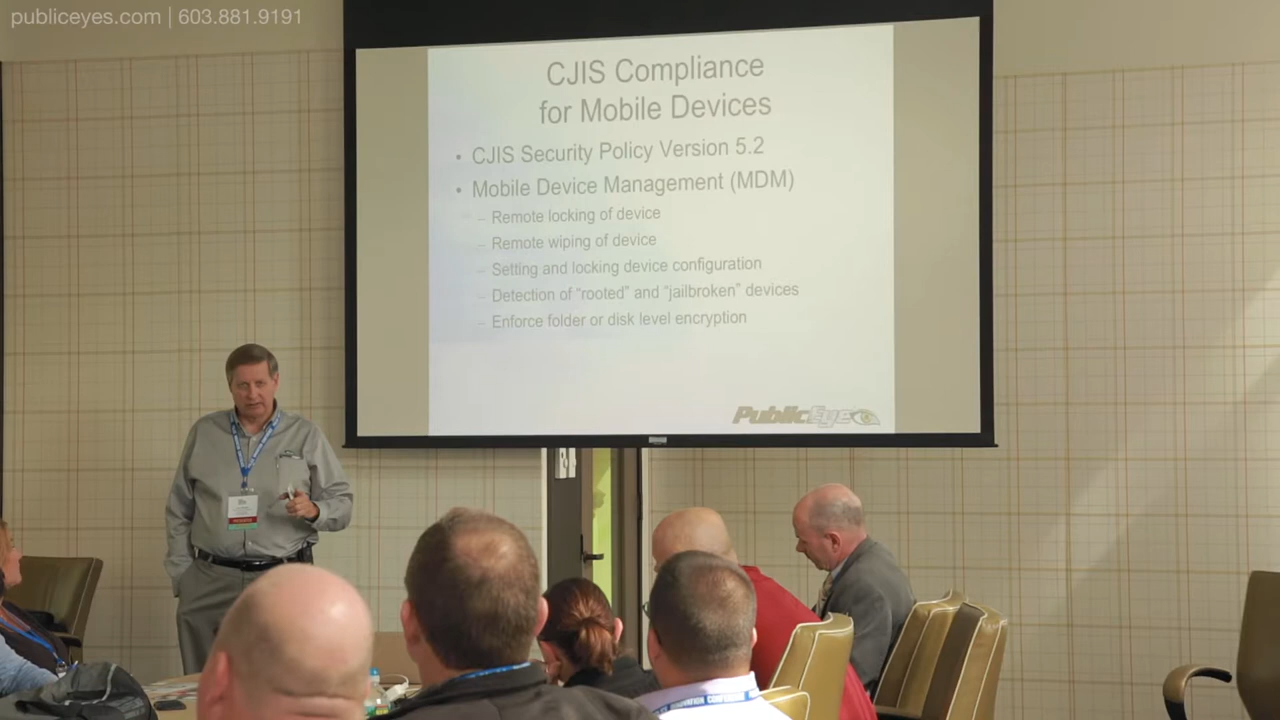 publiceyes.com | 603.881.9191
CJIS Compliance
for Mobile Devices
• CJIS Security Policy Version 5.2
• Mobile Device Management (MDM)
– Remote locking of device
– Remote wiping of device
– Setting and locking device configuration
– Detection of “rooted” and “jailbroken” devices
– Enforce folder or disk level encryption
PublicEye